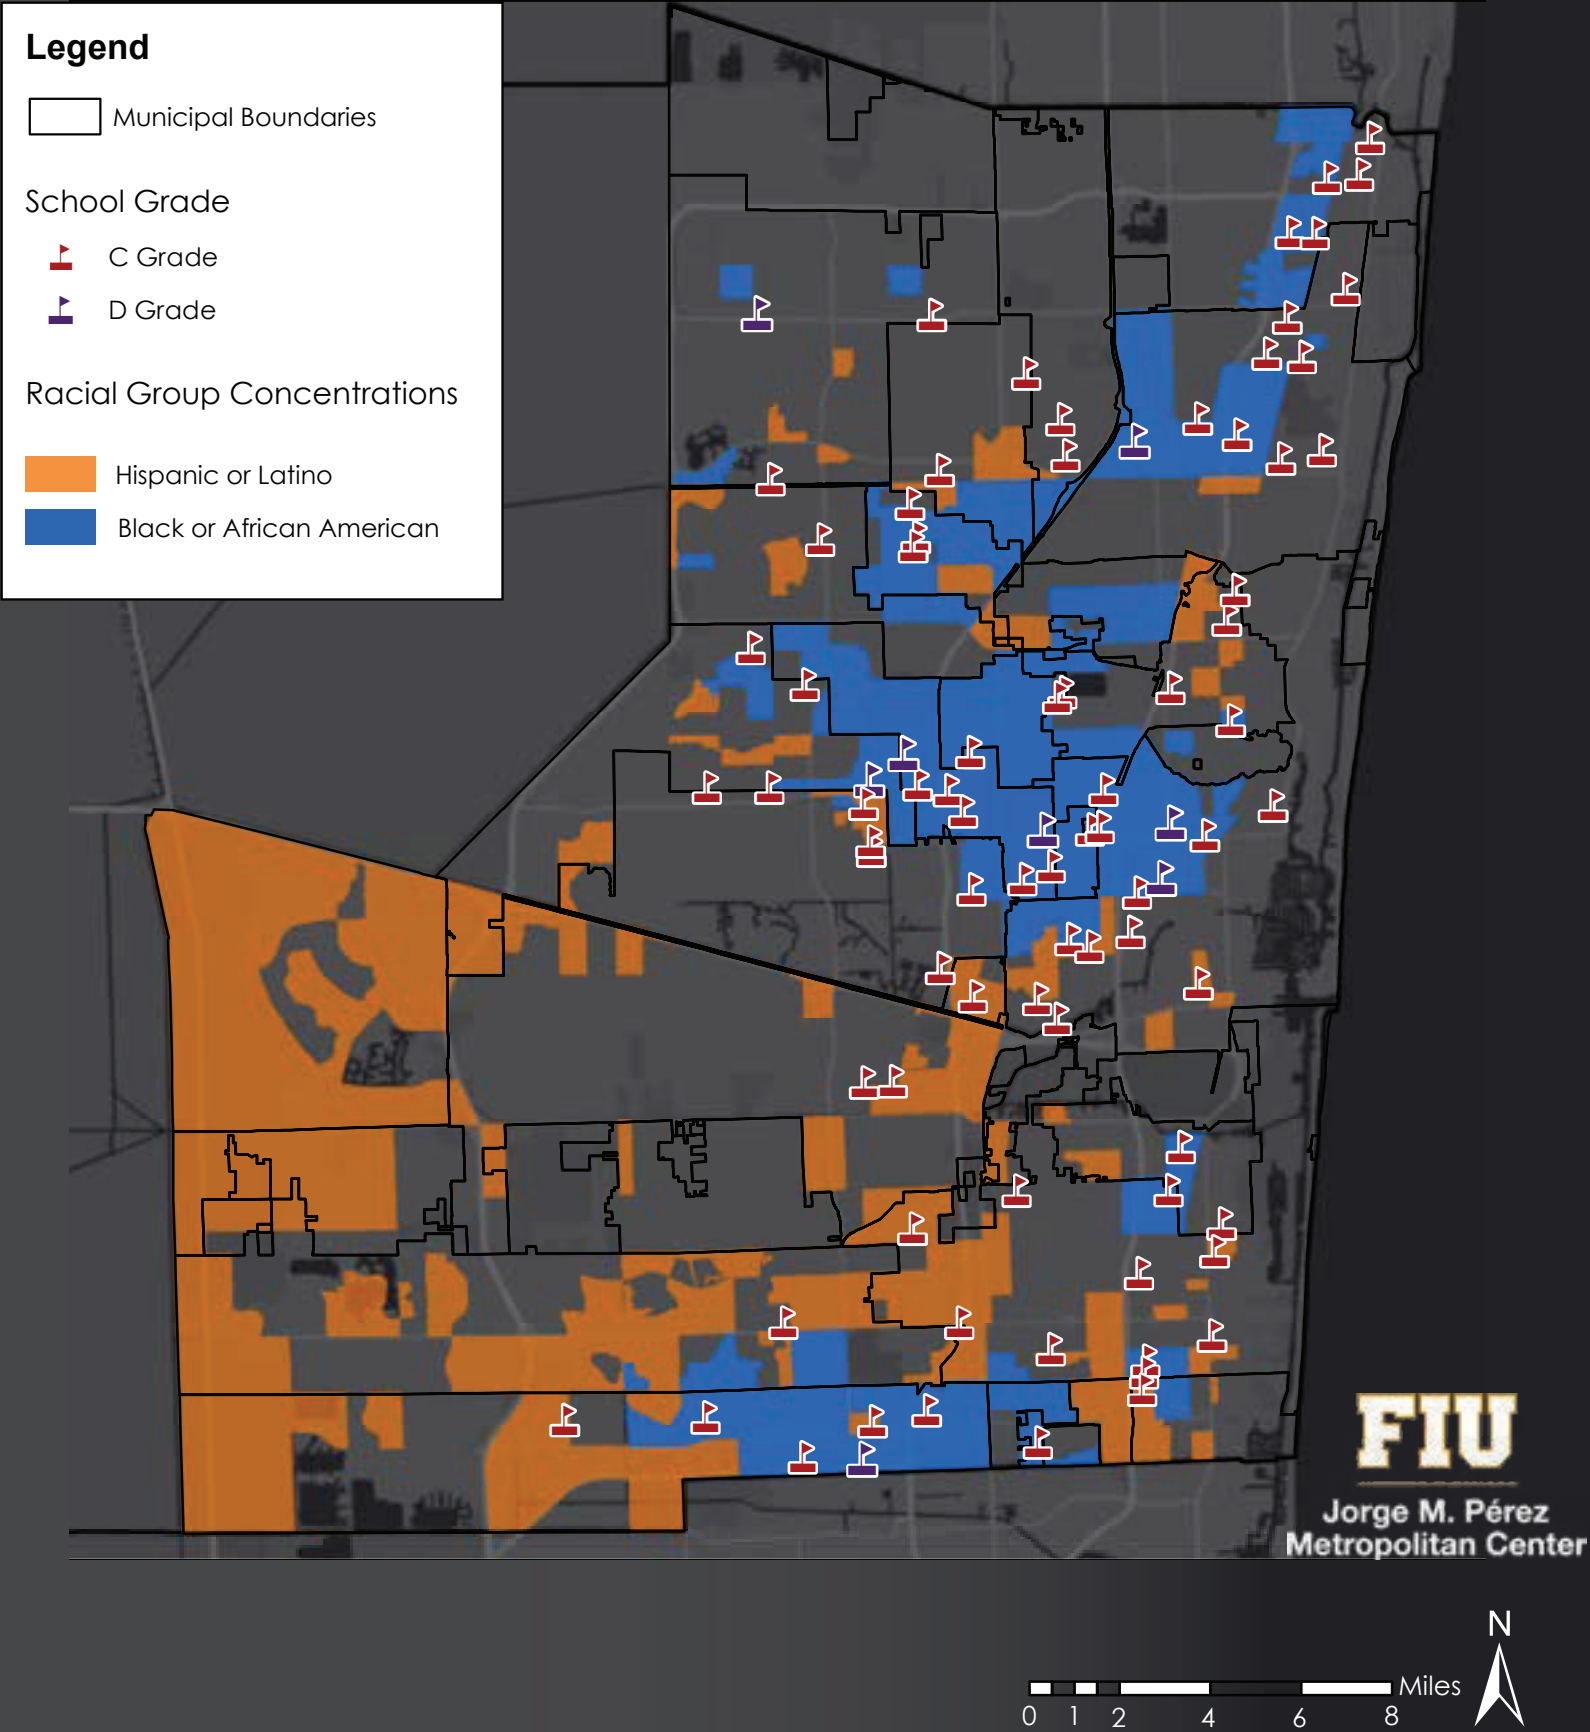 Legend
Municipal Boundaries
School Grade
C Grade
D Grade
Racial Group Concentrations
Hispanic or Latino
Black or African American
FIU
Jorge M. Pérez
Metropolitan Center
N
Miles
0 1 2 4 6 8